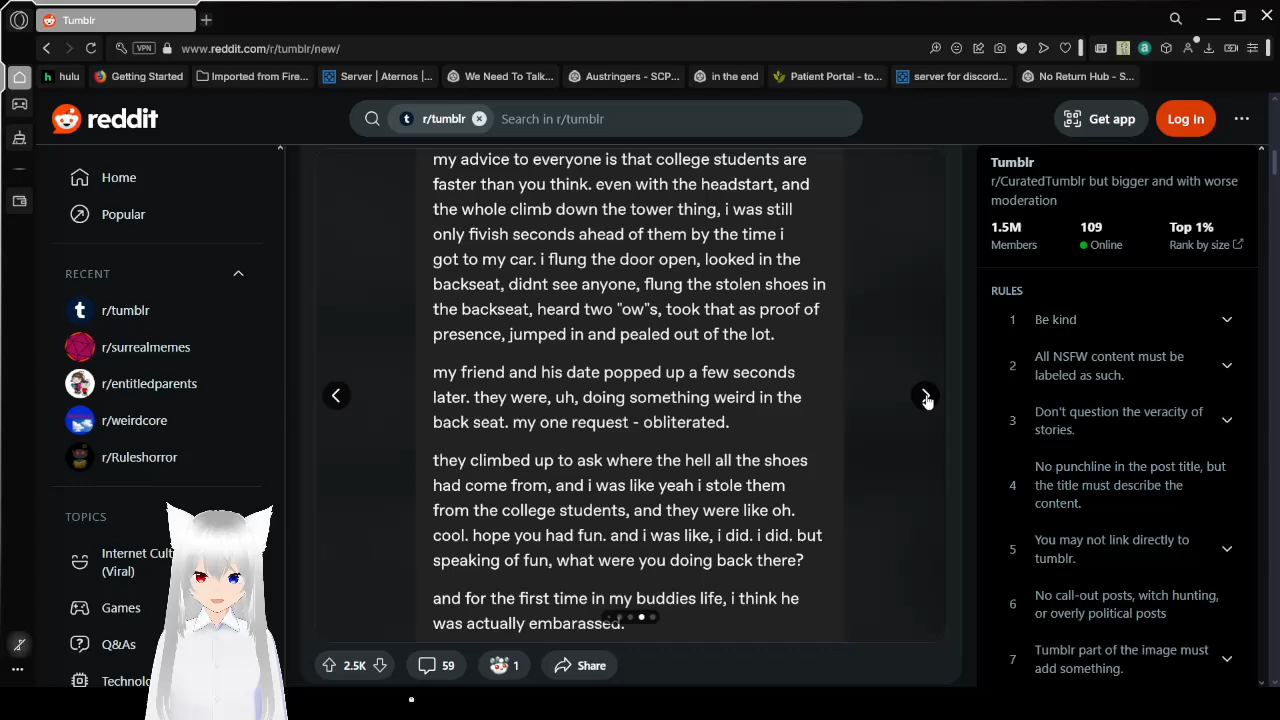 Tumblr
VPN
www.reddit.com/r/tumblr/new/
hulu
Getting Started
Imported from Fire...
Server | Aternos |...
We Need To Talk...
Austringers - SCP...
in the end
Patient Portal - to...
server for discord...
No Return Hub - S...
reddit
r/tumblr
Search in r/tumblr
Get app
Log In
Home
Popular
RECENT
r/tumblr
r/surrealmemes
r/entitledparents
r/weirdcore
r/Ruleshorror
TOPICS
Internet Cult
(Viral)
Games
Q&As
Technolo
my advice to everyone is that college students are
faster than you think. even with the headstart, and
the whole climb down the tower thing, i was still
only fivish seconds ahead of them by the time i
got to my car. i flung the door open, looked in the
backseat, didnt see anyone, flung the stolen shoes in
the backseat, heard two "ow"s, took that as proof of
presence, jumped in and pealed out of the lot.
my friend and his date popped up a few seconds
later. they were, uh, doing something weird in the
back seat. my one request - obliterated.
they climbed up to ask where the hell all the shoes
had come from, and i was like yeah i stole them
from the college students, and they were like oh.
cool. hope you had fun. and i was like, i did. i did. but
speaking of fun, what were you doing back there?
and for the first time in my buddies life, i think he
was actually embarassed.
2.5K
59
1
Share
Tumblr
r/CuratedTumblr but bigger and with worse
moderation
1.5M
109
Top 1%
Members
Online
Rank by size
RULES
1 Be kind
2 All NSFW content must be
labeled as such.
3 Don't question the veracity of
stories.
4 No punchline in the post title, but
the title must describe the
content.
5 You may not link directly to
tumblr.
6 No call-out posts, witch hunting,
or overly political posts
7 Tumblr part of the image must
add something.